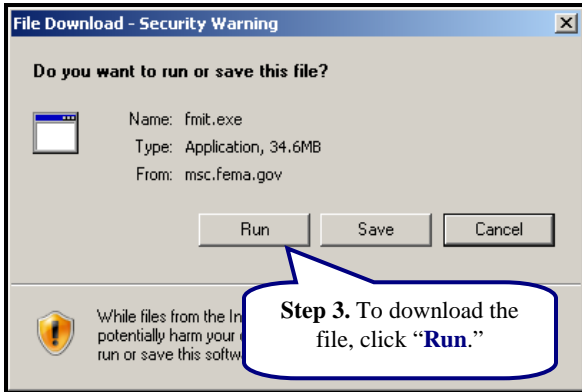 File Download - Security Warning
Do you want to run or save this file?
Name: fmit.exe
Type: Application, 34.6MB
From: msc.fema.gov
Run Save Cancel
While files from the
potentially harm your
run or save this
Step 3. To download the
file, click “Run.”